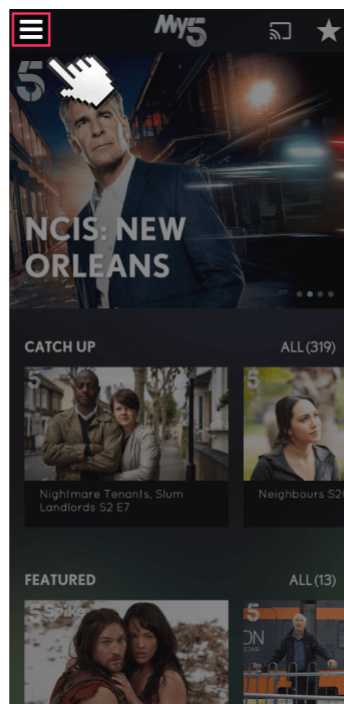 My5
5
NCIS: NEW
ORLEANS
CATCH UP ALL (319)
5
5
Nightmare Tenants, Slum
Landlords S2 E7
Neighbours S2
FEATURED ALL (13)
5 Spike
5
ON